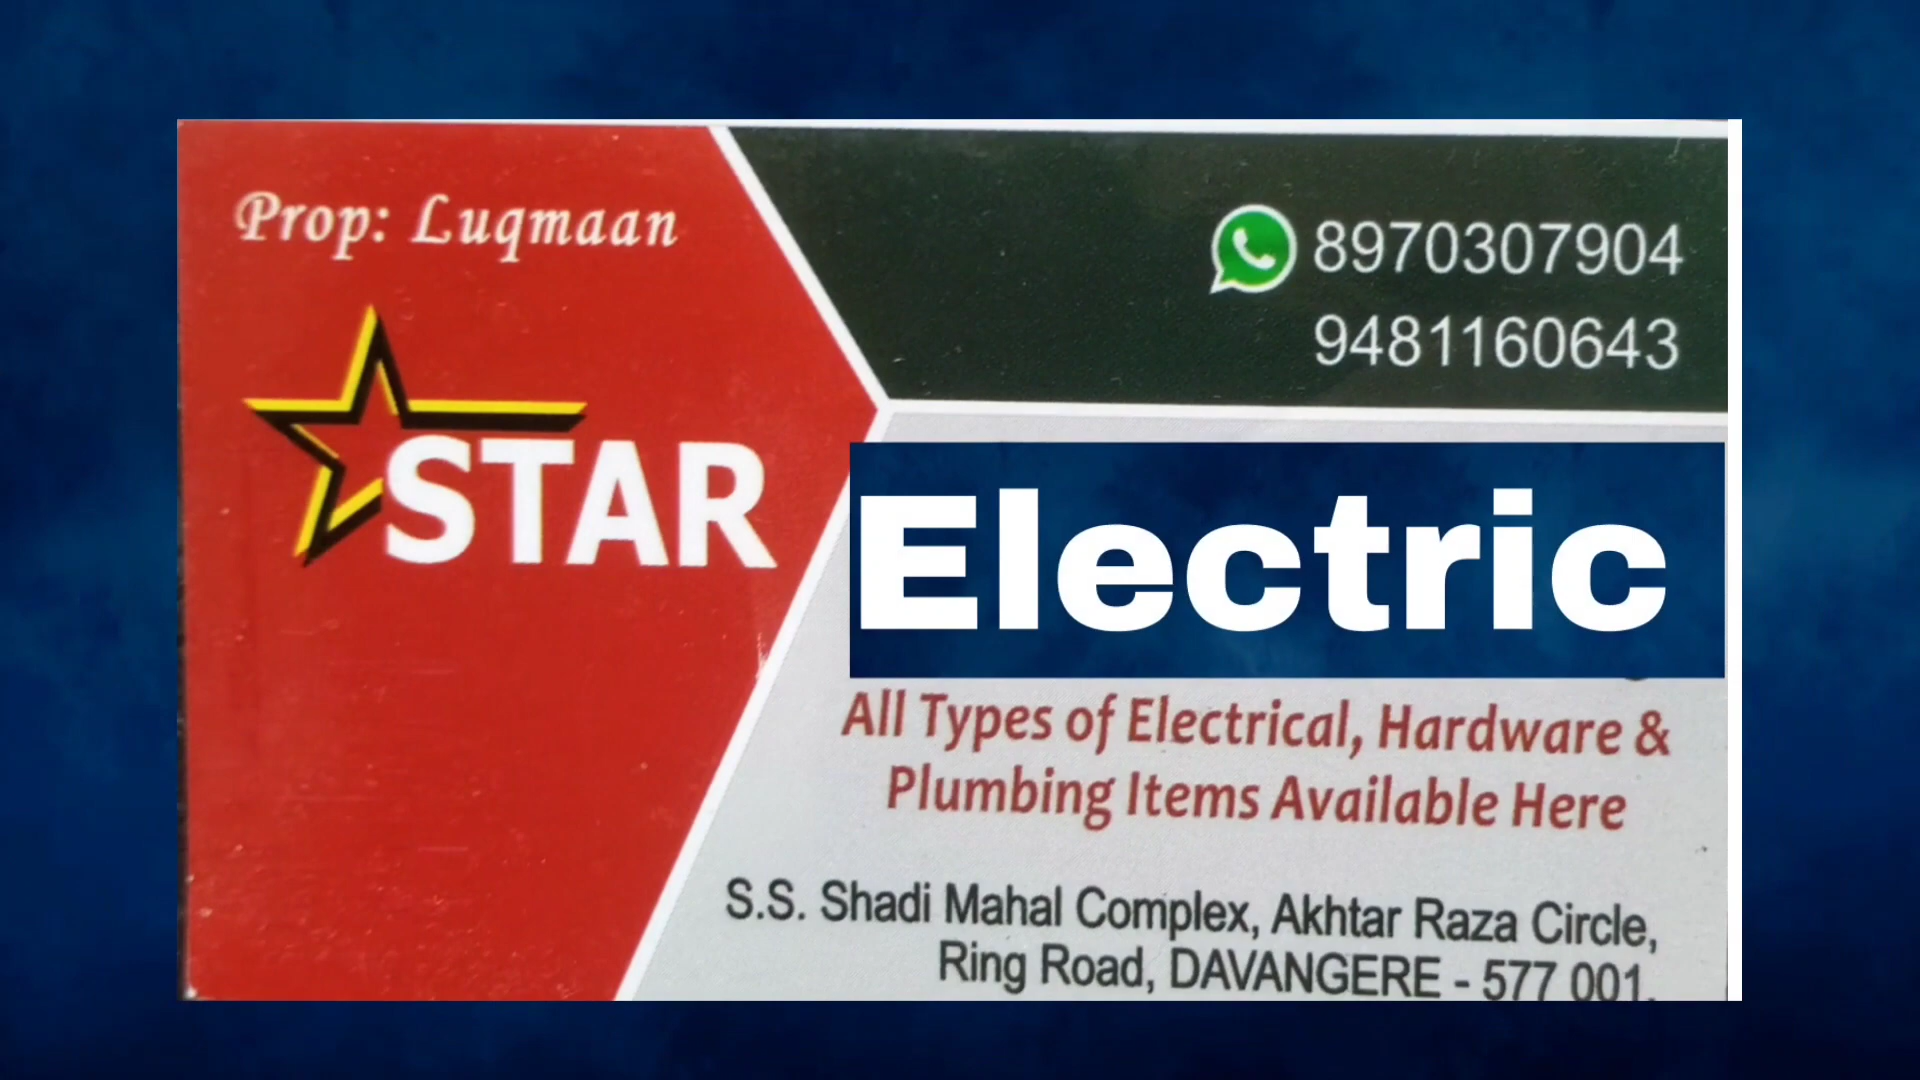 Prop: Luqmaan
8970307904
9481160643
STAR
Electric
All Types of Electrical, Hardware &
Plumbing Items Available Here
S.S. Shadi Mahal Complex, Akhtar Raza Circle,
Ring Road, DAVANGERE - 577 001.